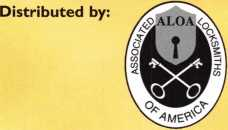 Distributed by:
ALOA
ASSOCIATED LOCKSMITHS
OF AMERICA